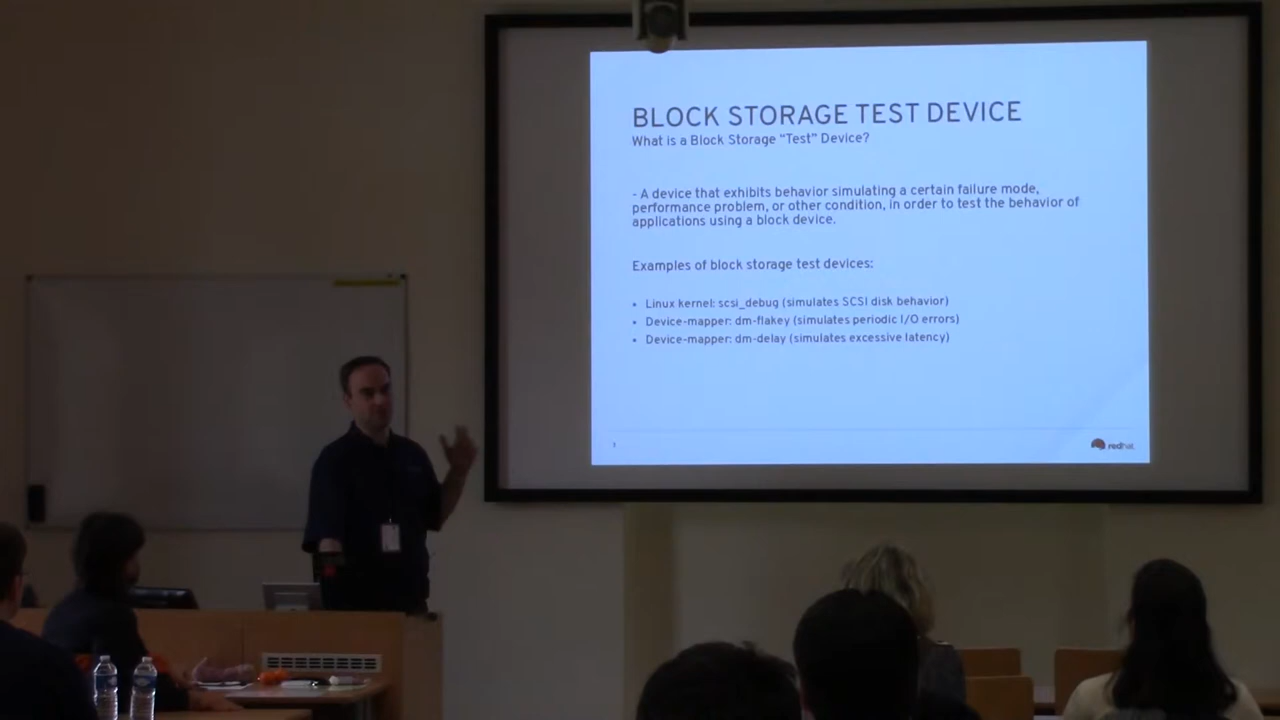 BLOCK STORAGE TEST DEVICE
What is a Block Storage “Test” Device?
- A device that exhibits behavior simulating a certain failure mode,
performance problem, or other condition, in order to test the behavior of
applications using a block device.
Examples of block storage test devices:
• Linux kernel: scsi_debug (simulates SCSI disk behavior)
• Device-mapper: dm-flakey (simulates periodic I/O errors)
• Device-mapper: dm-delay (simulates excessive latency)
redhat.